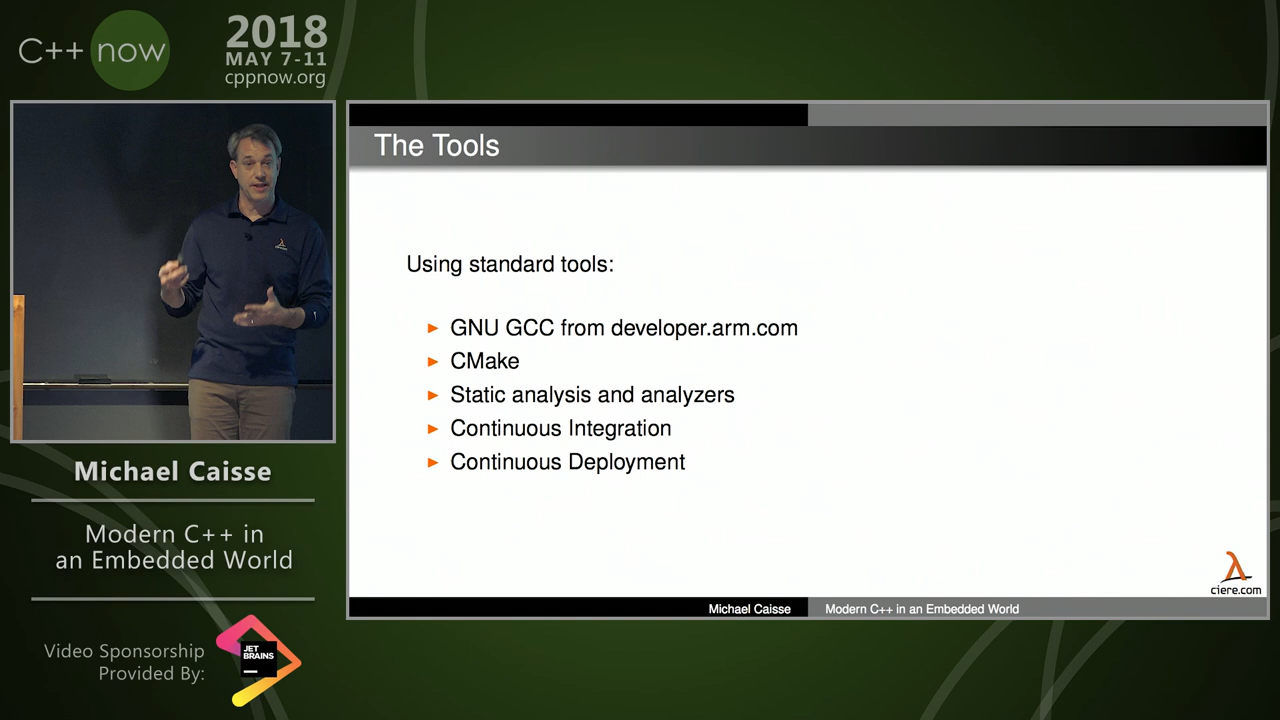 C++ now
2018
MAY 7-11
cppnow.org
The Tools
Using standard tools:
GNU GCC from developer.arm.com
CMake
Static analysis and analyzers
Continuous Integration
Continuous Deployment
λ
ciere.com
Michael Caisse
Modern C++ in an Embedded World
Michael Caisse
Modern C++ in
an Embedded World
Video Sponsorship
Provided By:
JET
BRAINS